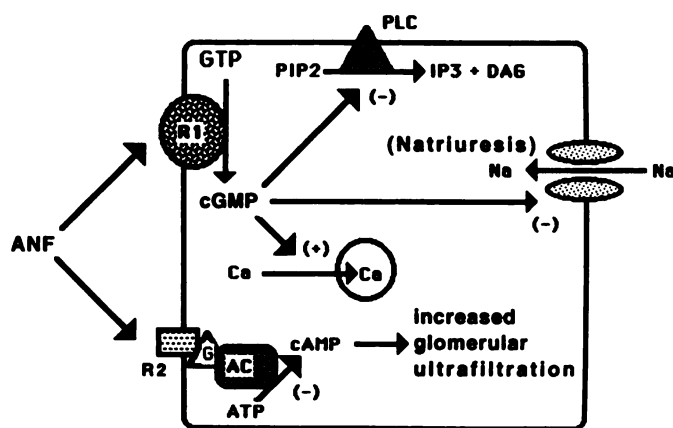 PLC
GTP
PIP2
IP3 + DAG
(-)
R1
(Natriuresis)
Na
Na
cGMP
(-)
ANF
(+)
Ca
Ca
R2
G
AC
cAMP
increased
glomerular
ultrafiltration
(-)
ATP